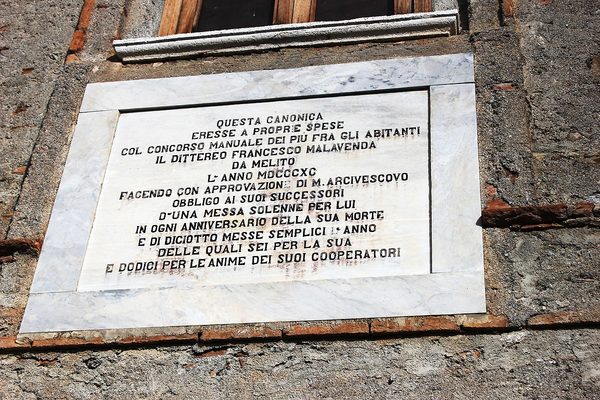 QUESTA CANONICA
ERESSE A PROPRIE SPESE
COL CONCORSO MANUALE DEI PIÙ FRA GLI ABITANTI
IL DITTEREO FRANCESCO MALAVENDA
DA MELITO
L'ANNO MDCCCXC
FACENDO CON APPROVAZIONE DI M. ARCIVESCOVO
OBBLIGO AI SUOI SUCCESSORI
D'UNA MESSA SOLENNE PER LUI
IN OGNI ANNIVERSARIO DELLA SUA MORTE
E DI DICIOTTO MESSE SEMPLICI L'ANNO
DELLE QUALI SEI PER LA SUA
E DODICI PER LE ANIME DEI SUOI COOPERATORI